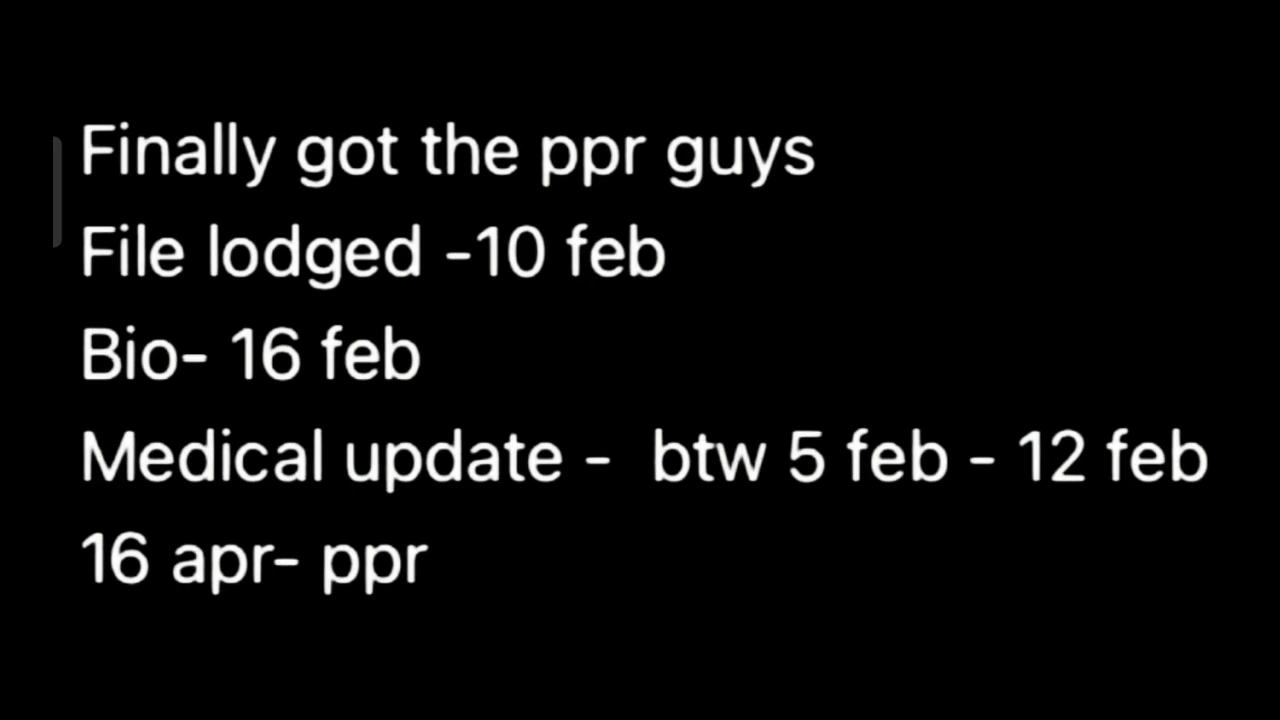 Finally got the ppr guys
File lodged -10 feb
Bio- 16 feb
Medical update -  btw 5 feb - 12 feb
16 apr- ppr